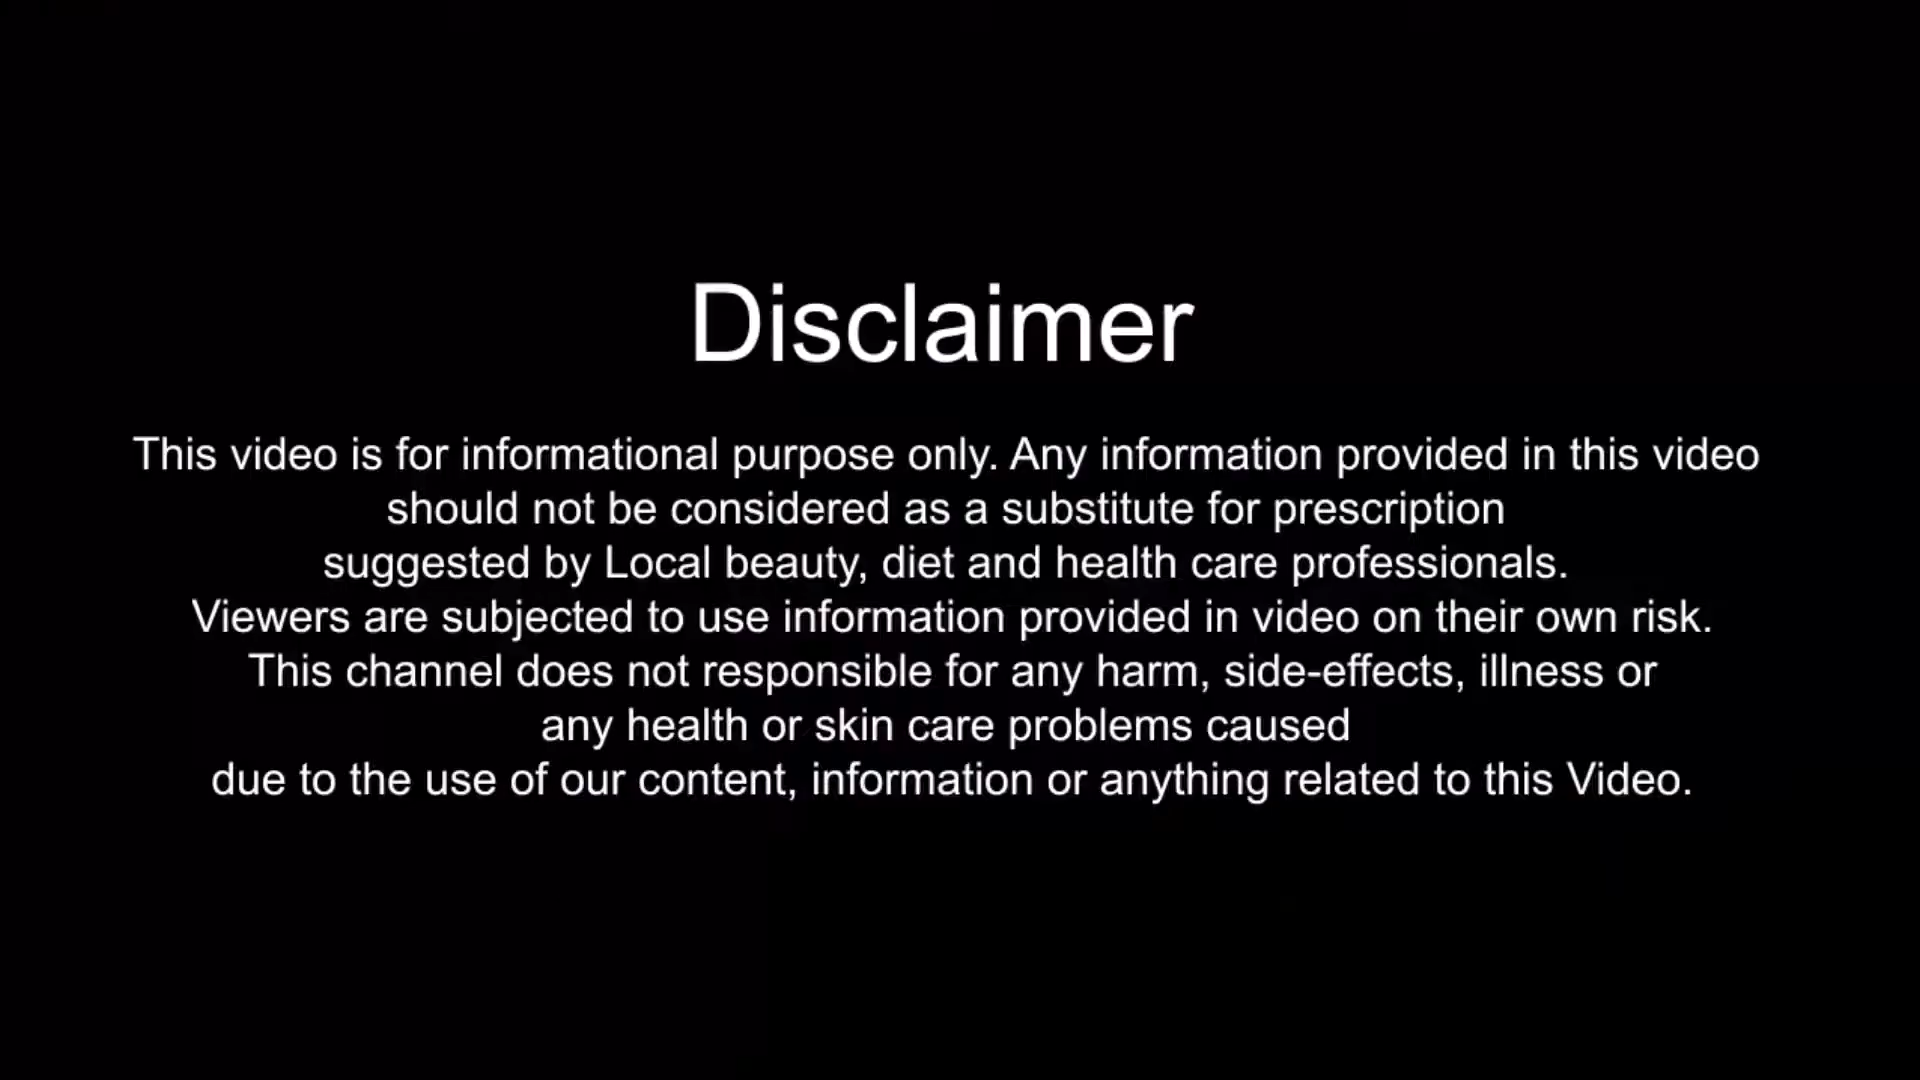 Disclaimer
This video is for informational purpose only. Any information provided in this video
should not be considered as a substitute for prescription
suggested by Local beauty, diet and health care professionals.
Viewers are subjected to use information provided in video on their own risk.
This channel does not responsible for any harm, side-effects, illness or
any health or skin care problems caused
due to the use of our content, information or anything related to this Video.